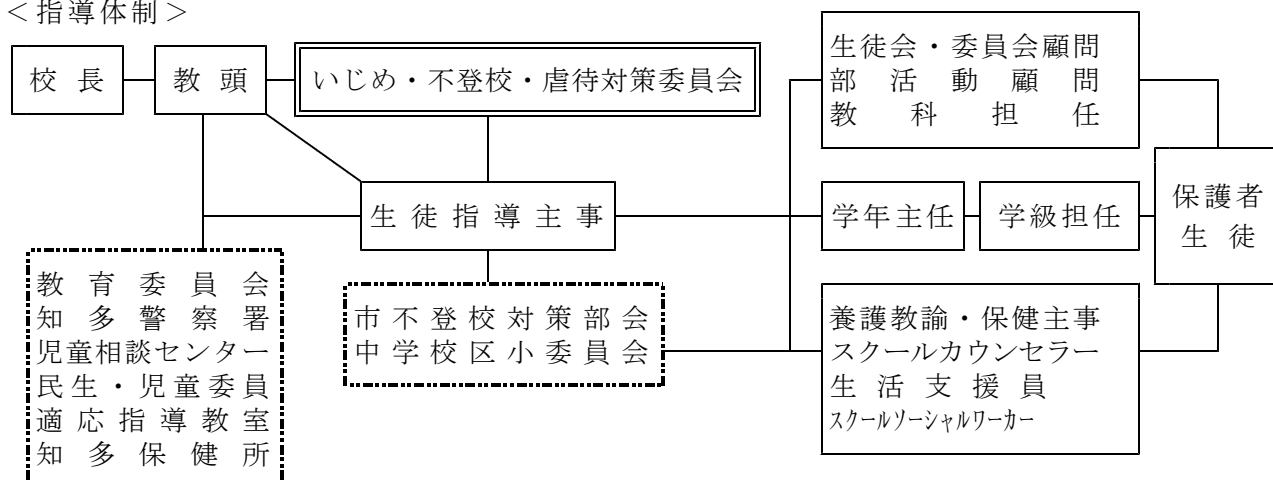 ＜指導体制＞
校長
教頭
いじめ・不登校・虐待対策委員会
生徒会・委員会顧問
部活動顧問
教科担任
生徒指導主事
学年主任
学級担任
保護者
生徒
教育委員会
知多警察署
児童相談センター
民生・児童委員
適応指導教室
知多保健所
市不登校対策部会
中学校区小委員会
養護教諭・保健主事
スクールカウンセラー
生活支援員
スクールソーシャルワーカー